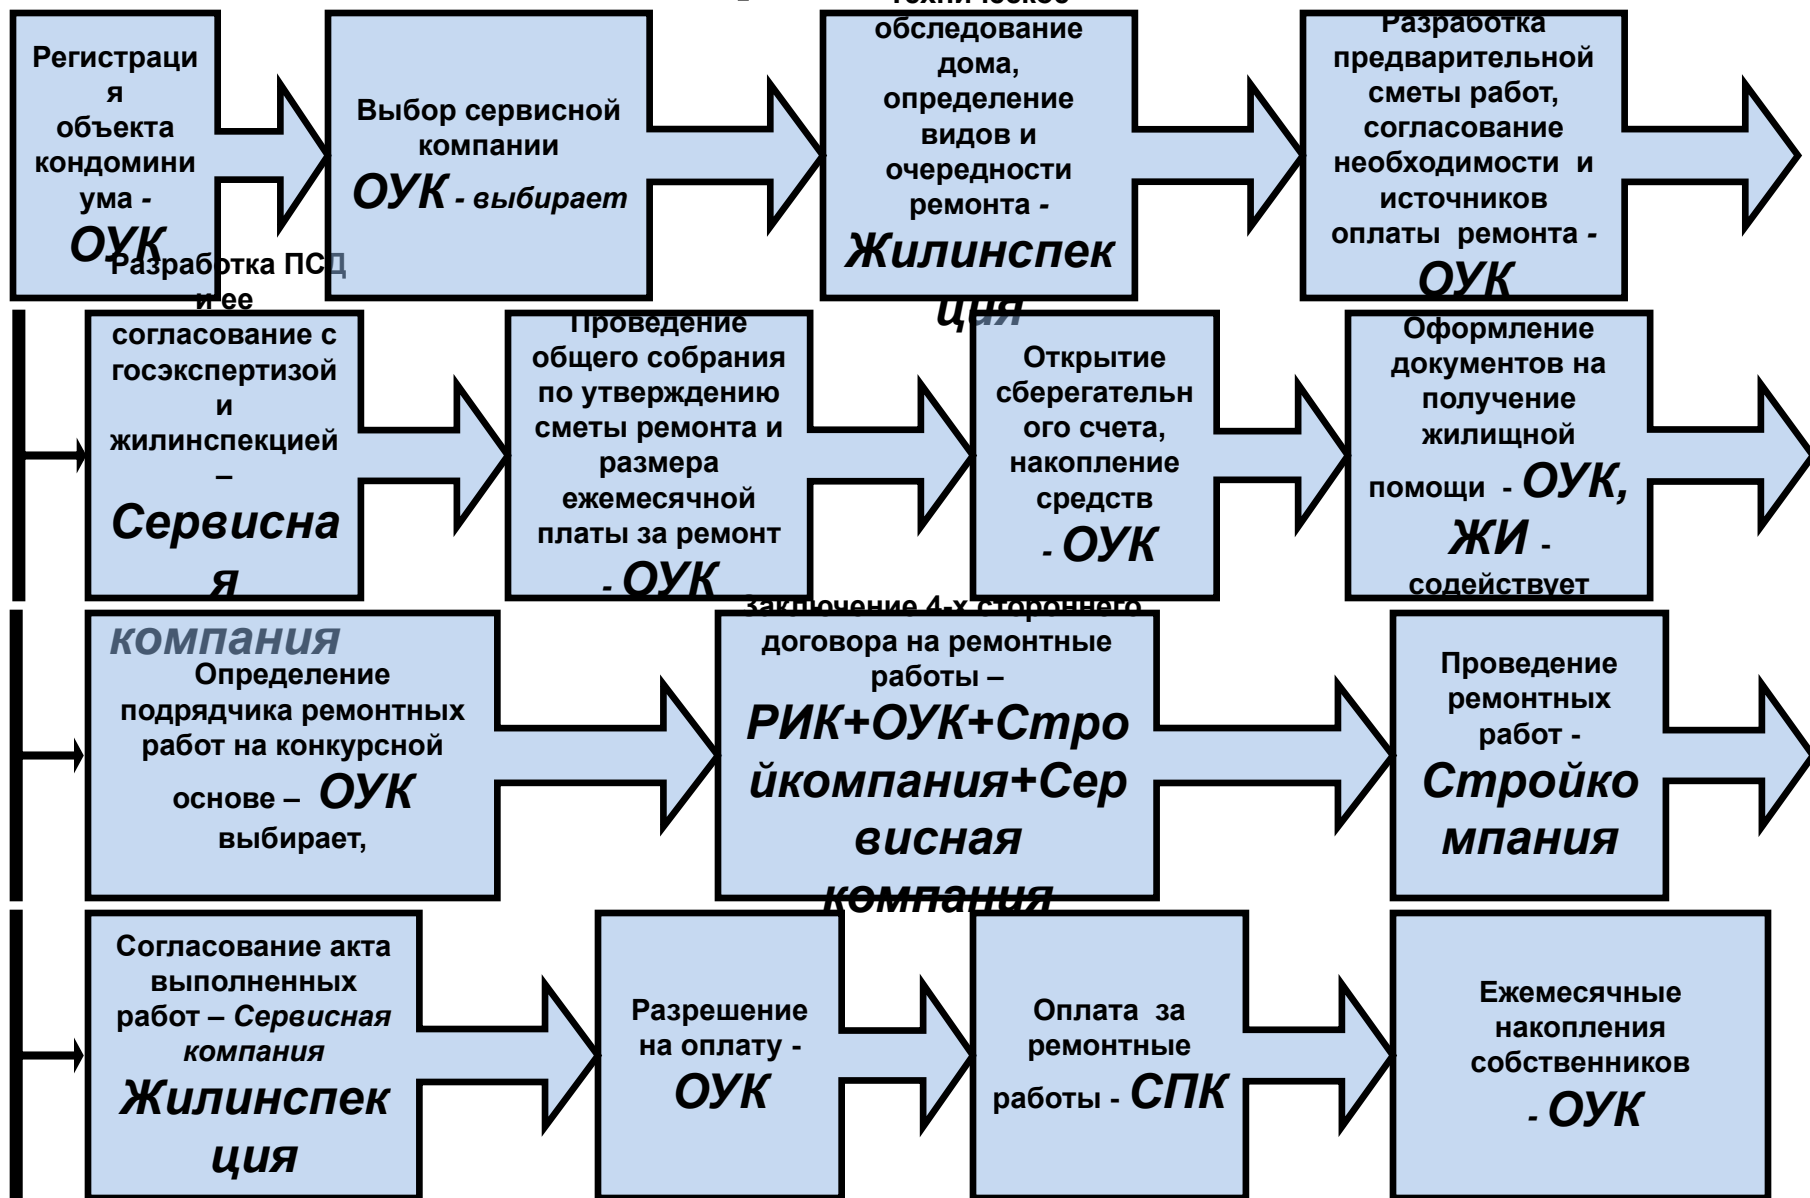 Регистраци
я
объекта
кондомини
ума -
ОУК
Выбор сервисной
компании
ОУК - выбирает
техническое
обследование
дома,
определение
видов и
очередности
ремонта -
Жилинспек
ция
Разработка
предварительной
сметы работ,
согласование
необходимости и
источников
оплаты ремонта -
ОУК
Разработка ПСД
и ее
согласование с
госэкспертизой
и
жилинспекцией
–
Сервисна
я
компания
Проведение
общего собрания
по утверждению
сметы ремонта и
размера
ежемесячной
платы за ремонт
- ОУК
Открытие
сберегательн
ого счета,
накопление
средств
- ОУК
Оформление
документов на
получение
жилищной
помощи - ОУК,
ЖИ -
содействует
Определение
подрядчика ремонтных
работ на конкурсной
основе – ОУК
выбирает,
Заключение 4-х стороннего
договора на ремонтные
работы –
РИК+ОУК+Стро
йкомпания+Сер
висная
компания
Проведение
ремонтных
работ -
Стройко
мпания
Согласование акта
выполненных
работ – Сервисная
компания
Жилинспек
ция
Разрешение
на оплату -
ОУК
Оплата за
ремонтные
работы - СПК
Ежемесячные
накопления
собственников
- ОУК